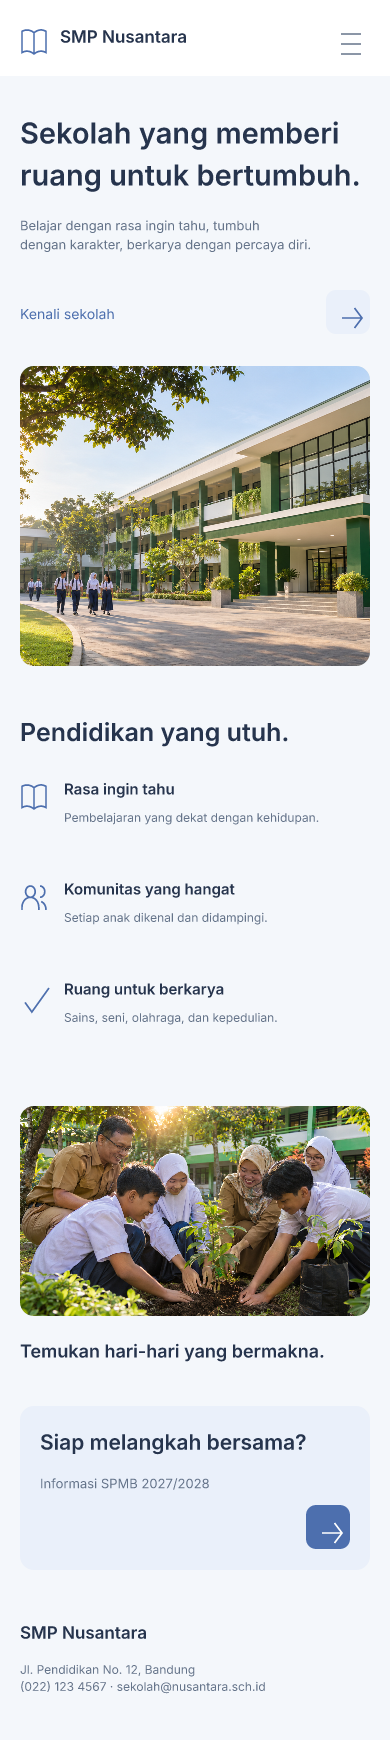 SMP Nusantara
Sekolah yang memberi
ruang untuk bertumbuh.
Belajar dengan rasa ingin tahu, tumbuh
dengan karakter, berkarya dengan percaya diri.
Kenali sekolah
Pendidikan yang utuh.
Rasa ingin tahu
Pembelajaran yang dekat dengan kehidupan.
Komunitas yang hangat
Setiap anak dikenal dan didampingi.
Ruang untuk berkarya
Sains, seni, olahraga, dan kepedulian.
Temukan hari-hari yang bermakna.
Siap melangkah bersama?
Informasi SPMB 2027/2028
SMP Nusantara
Jl. Pendidikan No. 12, Bandung
(022) 123 4567 · sekolah@nusantara.sch.id